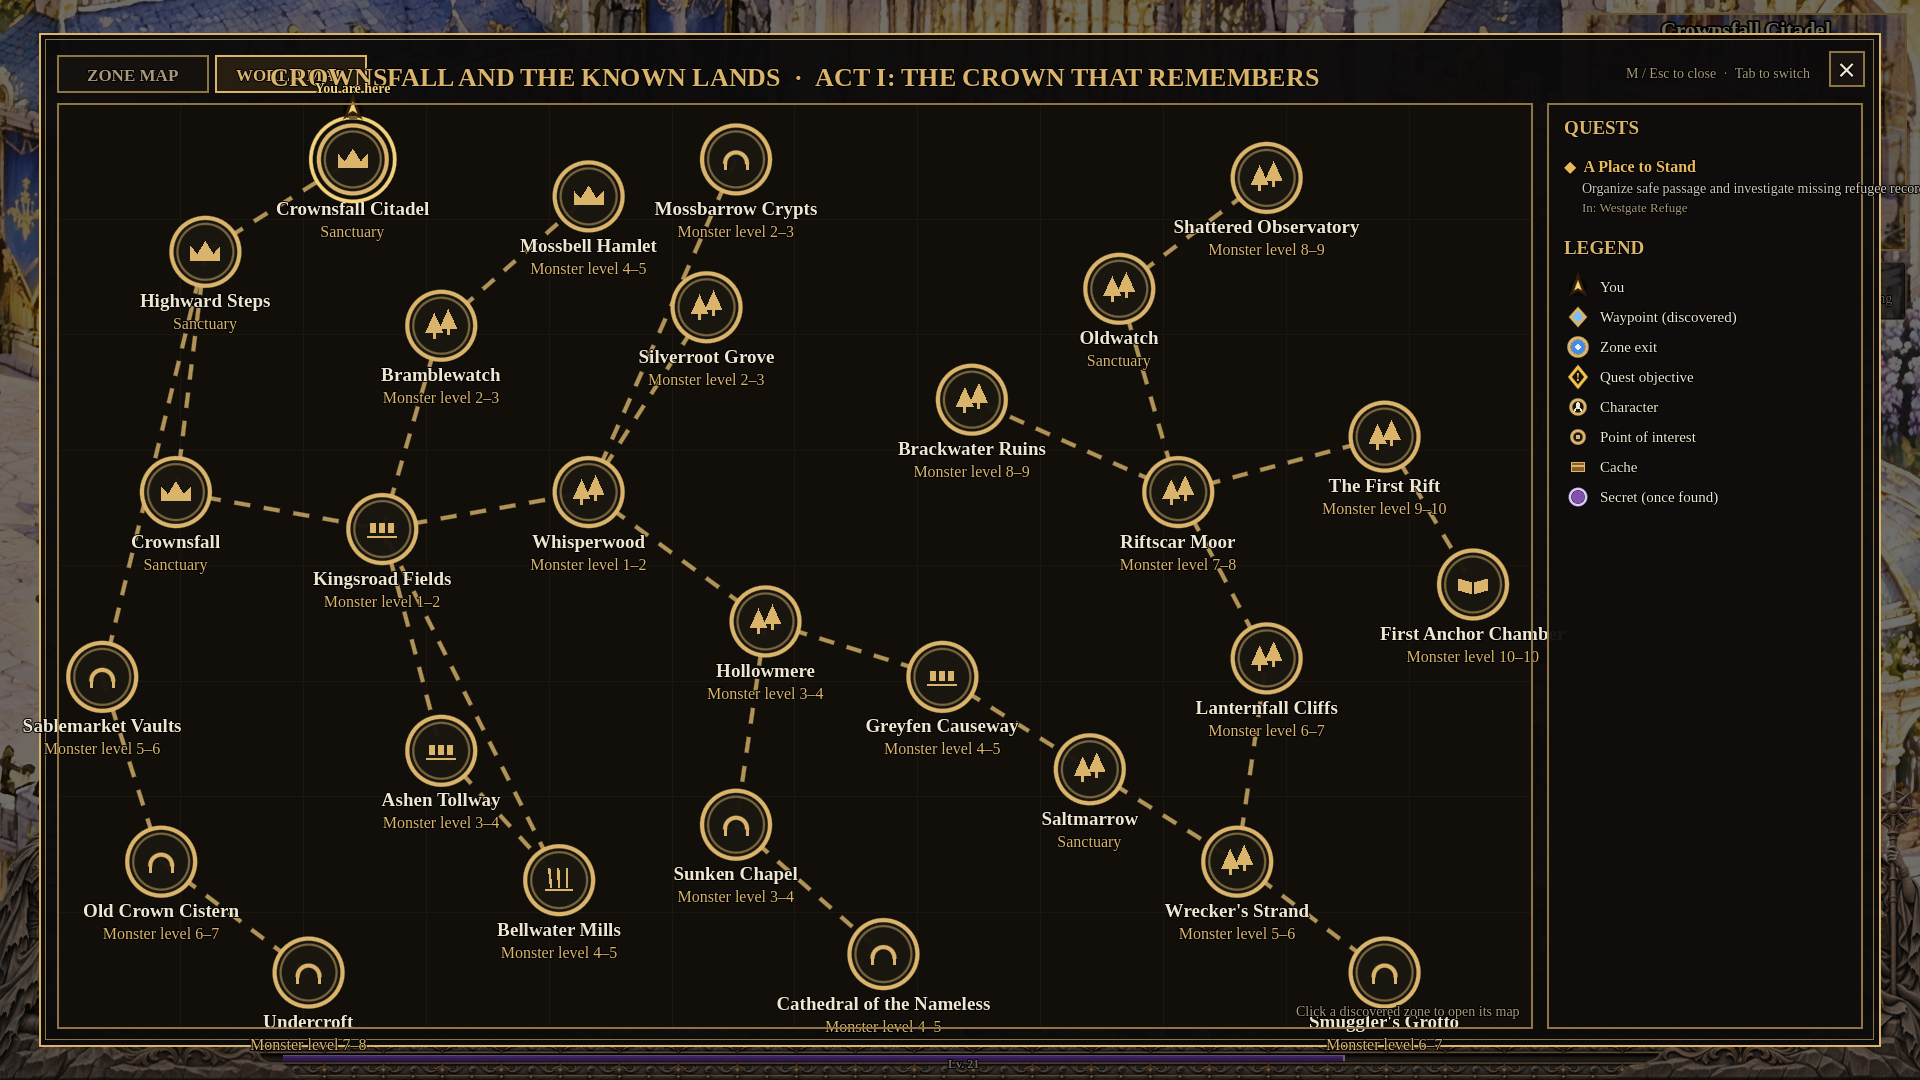 Crownsfall Citadel
ZONE MAP
CROWNSFALL AND THE KNOWN LANDS · ACT I: THE CROWN THAT REMEMBERS
M / Esc to close · Tab to switch
You are here
Crownsfall Citadel
Sanctuary
Mossbell Hamlet
Monster level 4–5
Mossbarrow Crypts
Monster level 2–3
Shattered Observatory
Monster level 8–9
Highward Steps
Sanctuary
Bramblewatch
Monster level 2–3
Silverroot Grove
Monster level 2–3
Oldwatch
Sanctuary
Brackwater Ruins
Monster level 8–9
The First Rift
Monster level 9–10
Crownsfall
Sanctuary
Kingsroad Fields
Monster level 1–2
Whisperwood
Monster level 1–2
Riftscar Moor
Monster level 7–8
First Anchor Chamber
Monster level 10–10
Hollowmere
Monster level 3–4
Sablemarket Vaults
Monster level 5–6
Greyfen Causeway
Monster level 4–5
Lanternfall Cliffs
Monster level 6–7
Ashen Tollway
Monster level 3–4
Saltmarrow
Sanctuary
Sunken Chapel
Monster level 3–4
Old Crown Cistern
Monster level 6–7
Bellwater Mills
Monster level 4–5
Wrecker's Strand
Monster level 5–6
Cathedral of the Nameless
Monster level 4–5
Undercroft
Monster level 7–8
Click a discovered zone to open its map
Smuggler's Grotto
Monster level 6–7
Lv. 21
QUESTS
A Place to Stand
Organize safe passage and investigate missing refugee recor
In: Westgate Refuge
LEGEND
You
Waypoint (discovered)
Zone exit
Quest objective
Character
Point of interest
Cache
Secret (once found)